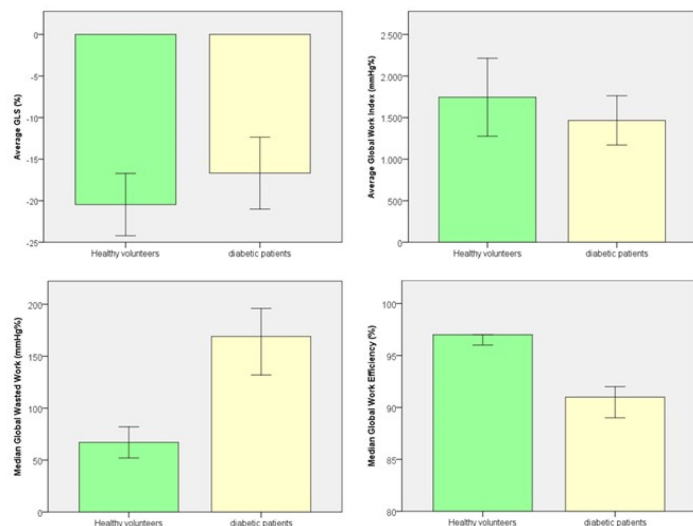 Average GLS (%)
0
-5
-10
-15
-20
-25
Healthy volunteers
diabetic patients
Average Global Work Index (mmHg%)
2.500
2.000
1.500
1.000
500
0
Healthy volunteers
diabetic patients
Median Global Wasted Work (mmHg%)
200
150
100
50
0
Healthy volunteers
diabetic patients
Median Global Work Efficiency (%)
100
95
90
85
80
Healthy volunteers
diabetic patients